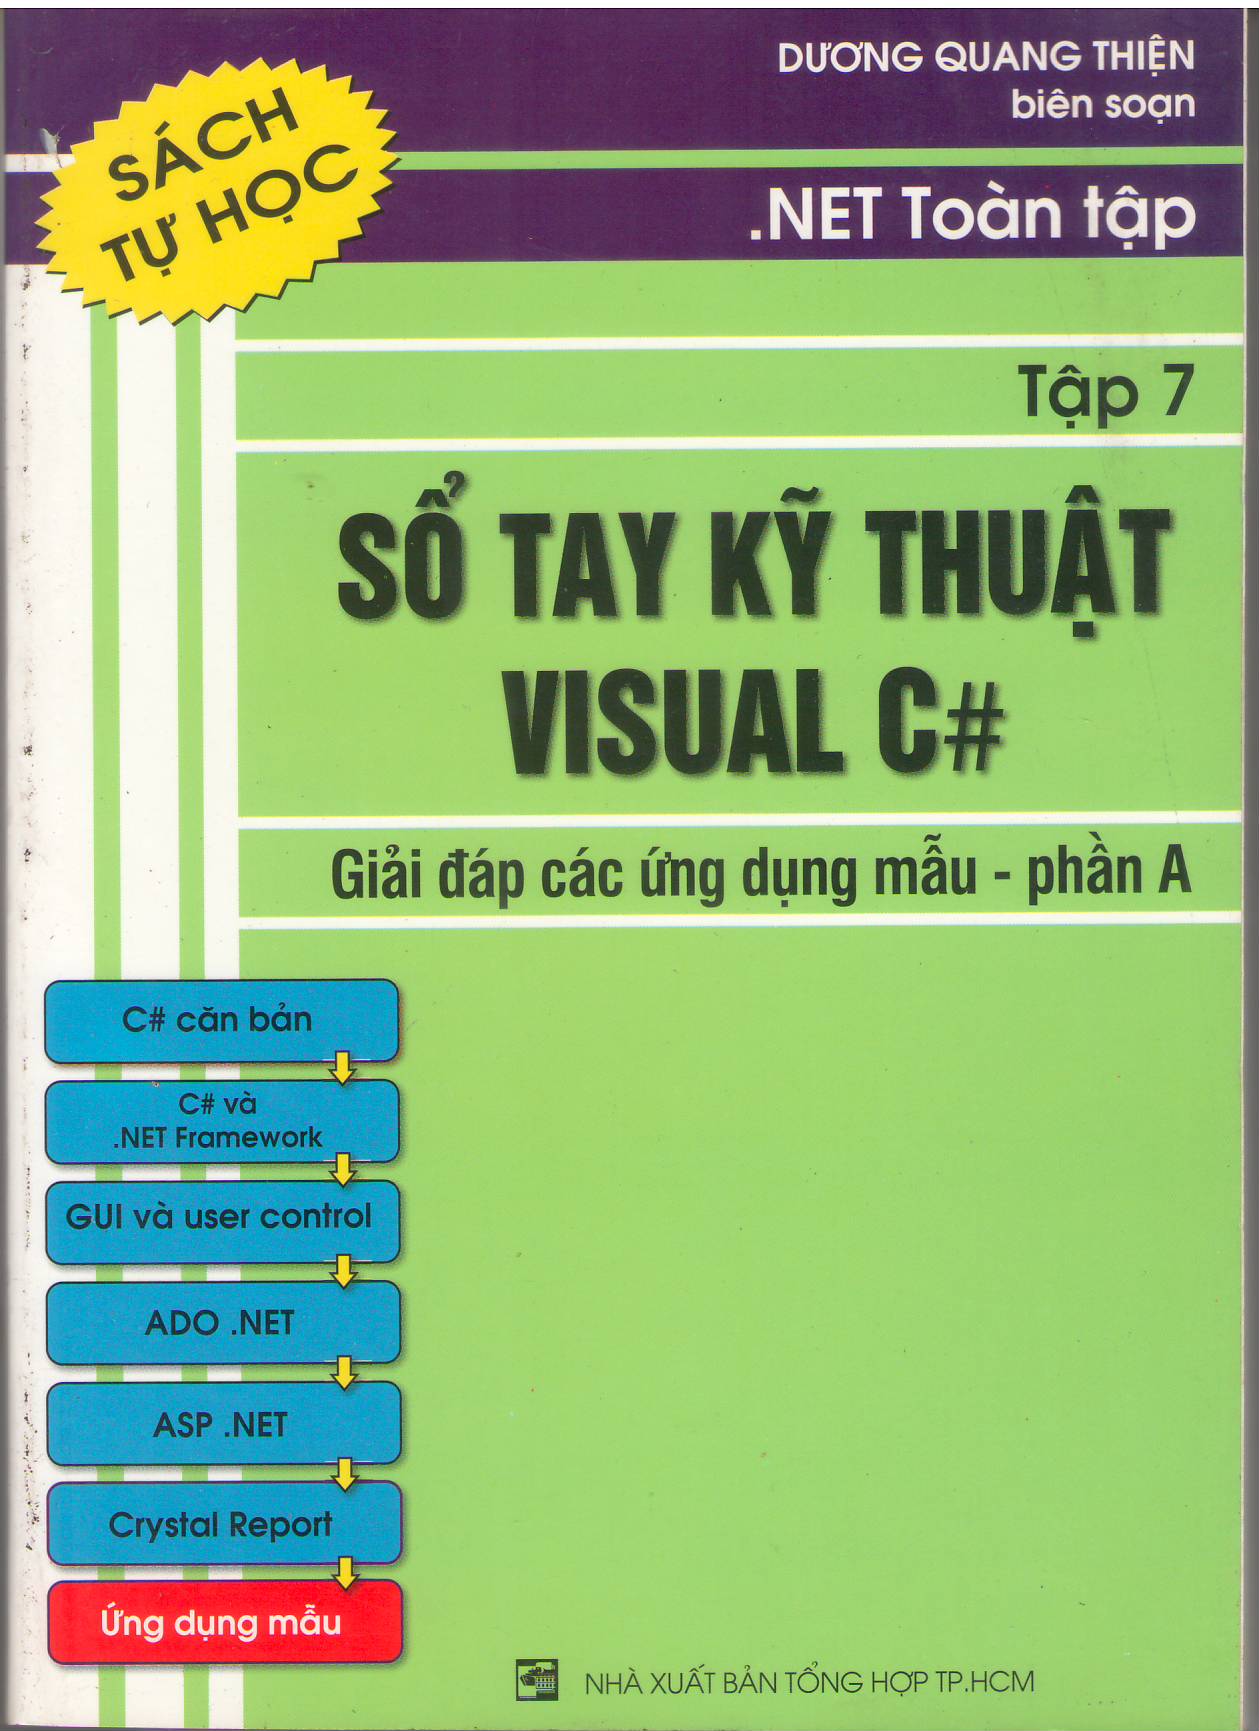 DƯƠNG QUANG THIỆN
biên soạn
SÁCH
TỰ HỌC
.NET Toàn tập
Tập 7
SỔ TAY KỸ THUẬT
VISUAL C#
Giải đáp các ứng dụng mẫu - phần A
C# căn bản
C# và
.NET Framework
GUI và user control
ADO .NET
ASP .NET
Crystal Report
Ứng dụng mẫu
NHÀ XUẤT BẢN TỔNG HỢP TP.HCM